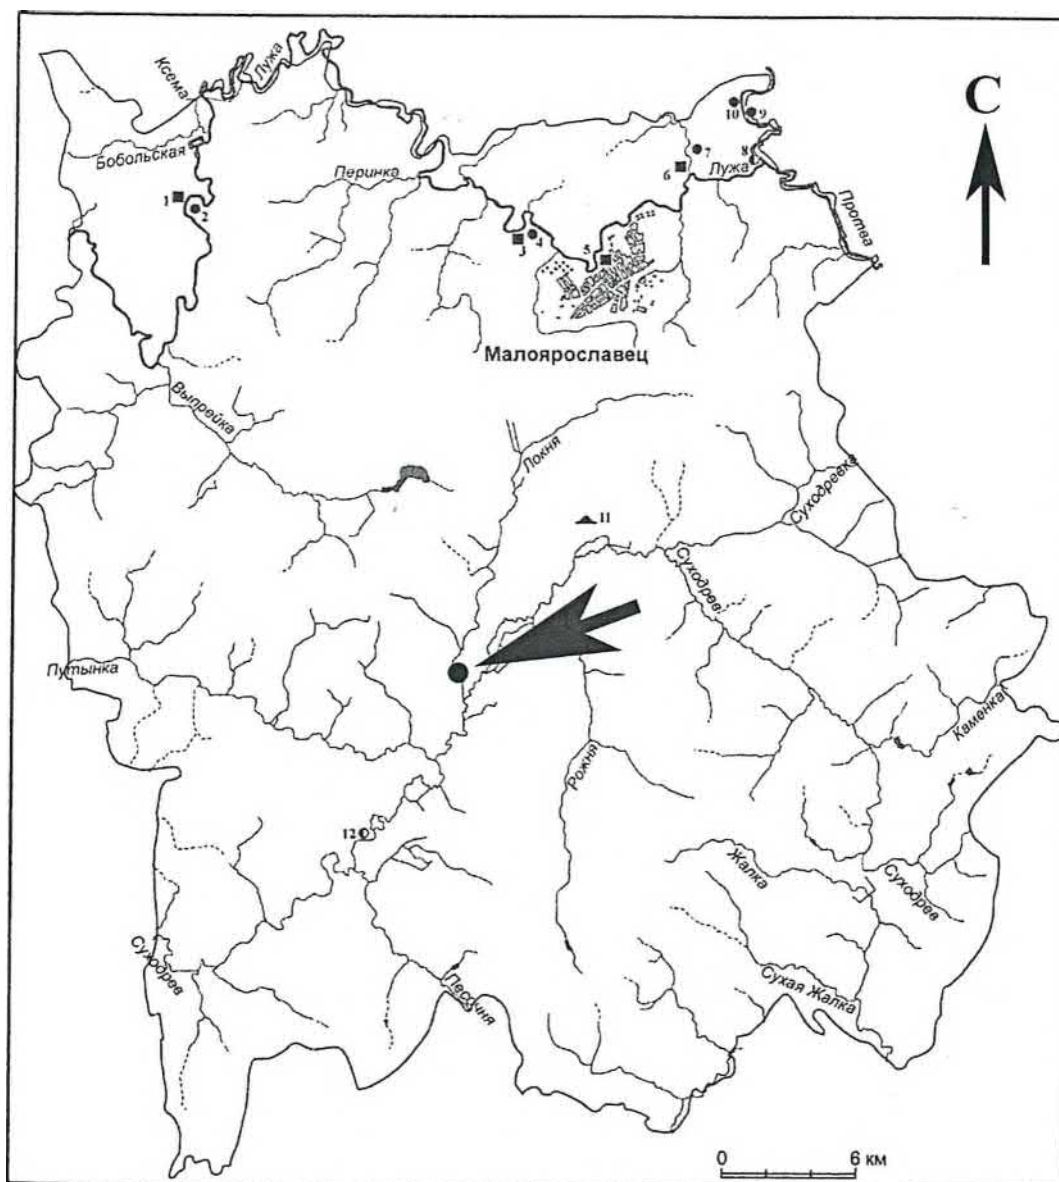 Ксема
Лужа
С
10
9
Бобольская
7
8
Перинка
6
Лужа
1
2
Протва
3
4
5
Малоярославец
Выпрейка
Локня
Суходревка
11
Суходрев
Путынка
Каменка
Рожня
12
Жалка
Суходрев
Суходрев
Песочня
Сухая Жалка
0
6 км